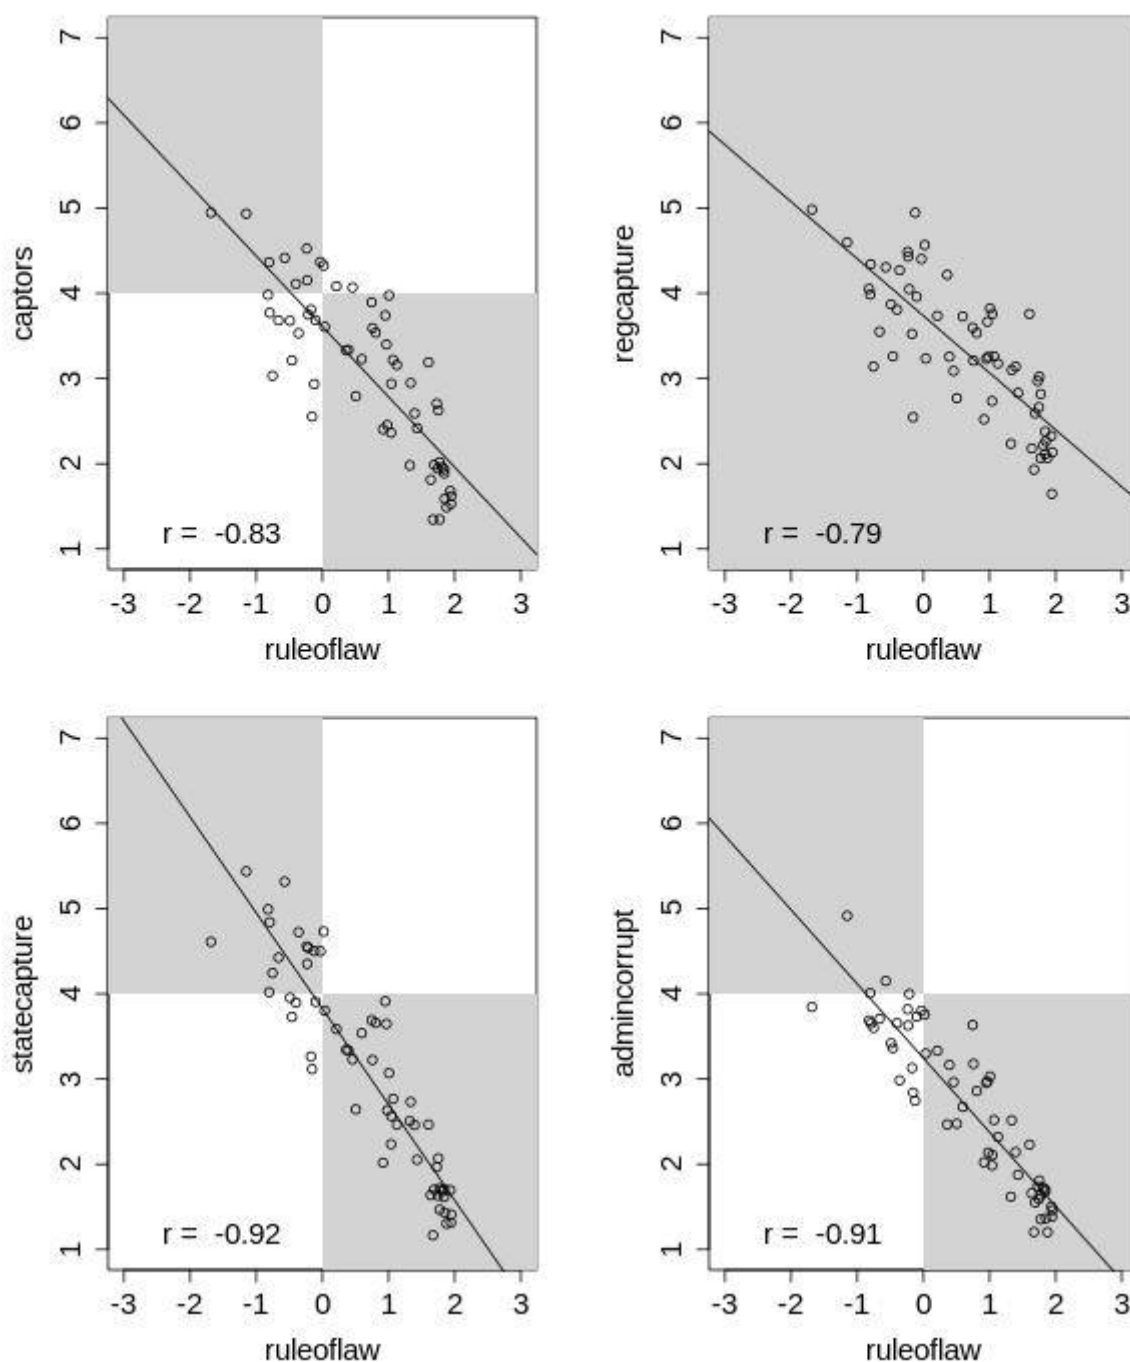 7
6
5
4
3
2
1
captors
r = -0.83
-3 -2 -1 0 1 2 3
ruleoflaw
7
6
5
4
3
2
1
regcapture
r = -0.79
-3 -2 -1 0 1 2 3
ruleoflaw
7
6
5
4
3
2
1
statecapture
r = -0.92
-3 -2 -1 0 1 2 3
ruleoflaw
7
6
5
4
3
2
1
admincorrupt
r = -0.91
-3 -2 -1 0 1 2 3
ruleoflaw